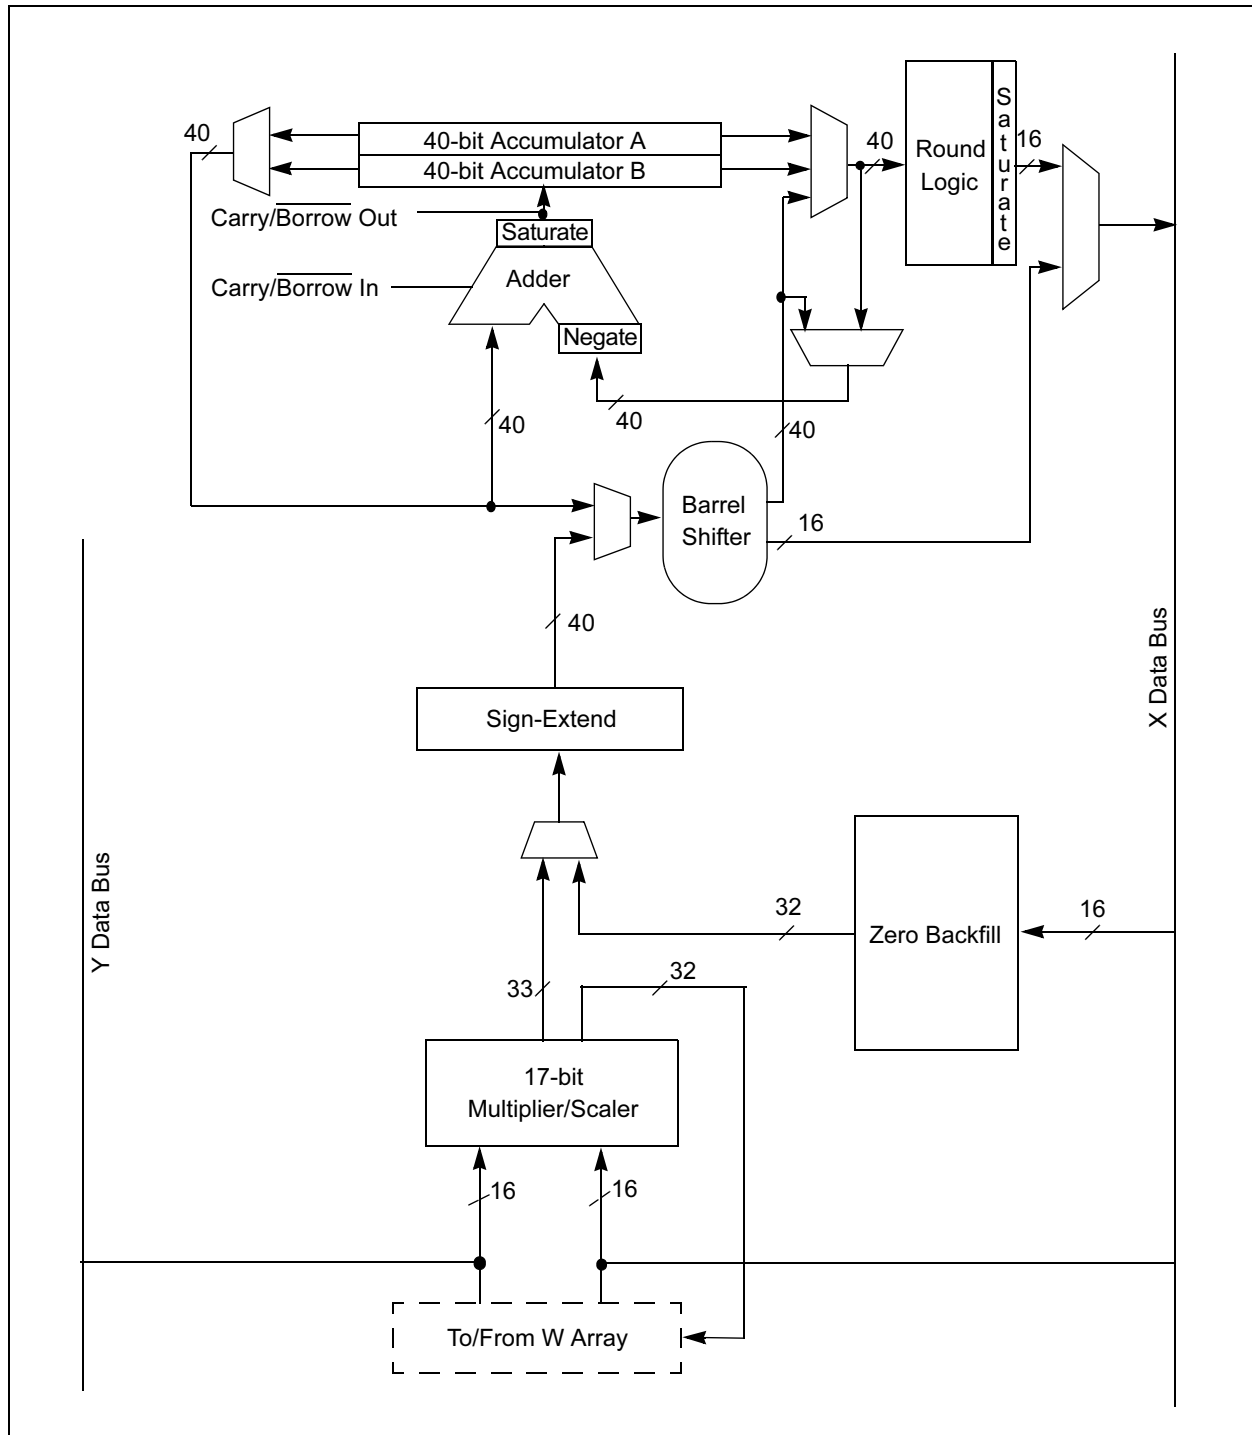 40
40-bit Accumulator A
40-bit Accumulator B
40
Round
Logic
Saturate
16
Carry/Borrow Out
Saturate
Carry/Borrow In
Adder
Negate
40
40
40
Barrel
Shifter
16
40
X Data Bus
Sign-Extend
Y Data Bus
32
Zero Backfill
16
33
32
17-bit
Multiplier/Scaler
16
16
To/From W Array